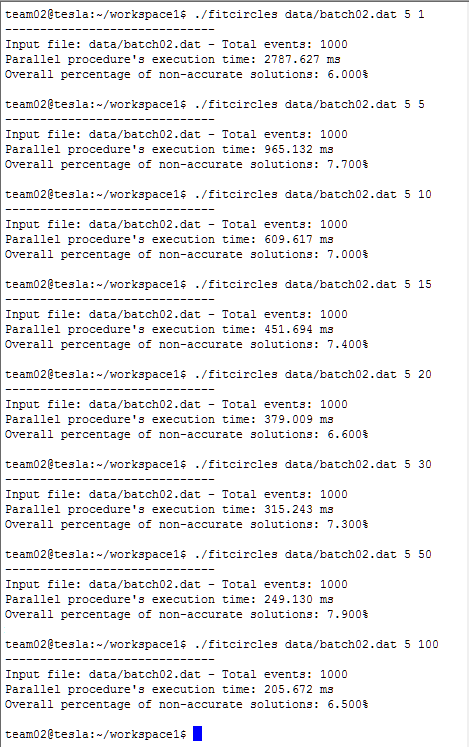 team02@tesla:~/workspace1$ ./fitcircles data/batch02.dat 5 1
------------------------------
Input file: data/batch02.dat - Total events: 1000
Parallel procedure's execution time: 2787.627 ms
Overall percentage of non-accurate solutions: 6.000%
team02@tesla:~/workspace1$ ./fitcircles data/batch02.dat 5 5
------------------------------
Input file: data/batch02.dat - Total events: 1000
Parallel procedure's execution time: 965.132 ms
Overall percentage of non-accurate solutions: 7.700%
team02@tesla:~/workspace1$ ./fitcircles data/batch02.dat 5 10
------------------------------
Input file: data/batch02.dat - Total events: 1000
Parallel procedure's execution time: 609.617 ms
Overall percentage of non-accurate solutions: 7.000%
team02@tesla:~/workspace1$ ./fitcircles data/batch02.dat 5 15
------------------------------
Input file: data/batch02.dat - Total events: 1000
Parallel procedure's execution time: 451.694 ms
Overall percentage of non-accurate solutions: 7.400%
team02@tesla:~/workspace1$ ./fitcircles data/batch02.dat 5 20
------------------------------
Input file: data/batch02.dat - Total events: 1000
Parallel procedure's execution time: 379.009 ms
Overall percentage of non-accurate solutions: 6.600%
team02@tesla:~/workspace1$ ./fitcircles data/batch02.dat 5 30
------------------------------
Input file: data/batch02.dat - Total events: 1000
Parallel procedure's execution time: 315.243 ms
Overall percentage of non-accurate solutions: 7.300%
team02@tesla:~/workspace1$ ./fitcircles data/batch02.dat 5 50
------------------------------
Input file: data/batch02.dat - Total events: 1000
Parallel procedure's execution time: 249.130 ms
Overall percentage of non-accurate solutions: 7.900%
team02@tesla:~/workspace1$ ./fitcircles data/batch02.dat 5 100
------------------------------
Input file: data/batch02.dat - Total events: 1000
Parallel procedure's execution time: 205.672 ms
Overall percentage of non-accurate solutions: 6.500%
team02@tesla:~/workspace1$